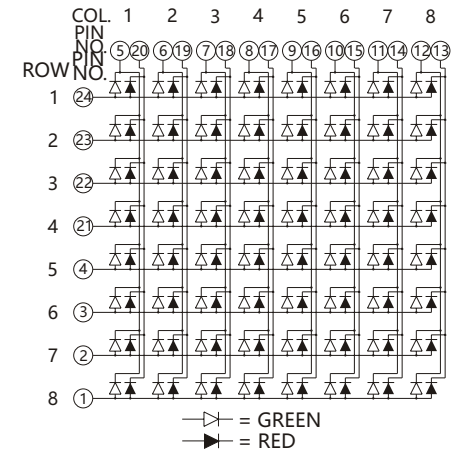 COL. 1 2 3 4 5 6 7 8
PIN
NO. 5 20 6 19 7 18 8 17 9 16 10 15 11 14 12 13
PIN
ROW NO.
1 24
2 23
3 22
4 21
5 4
6 3
7 2
8 1
= GREEN
= RED